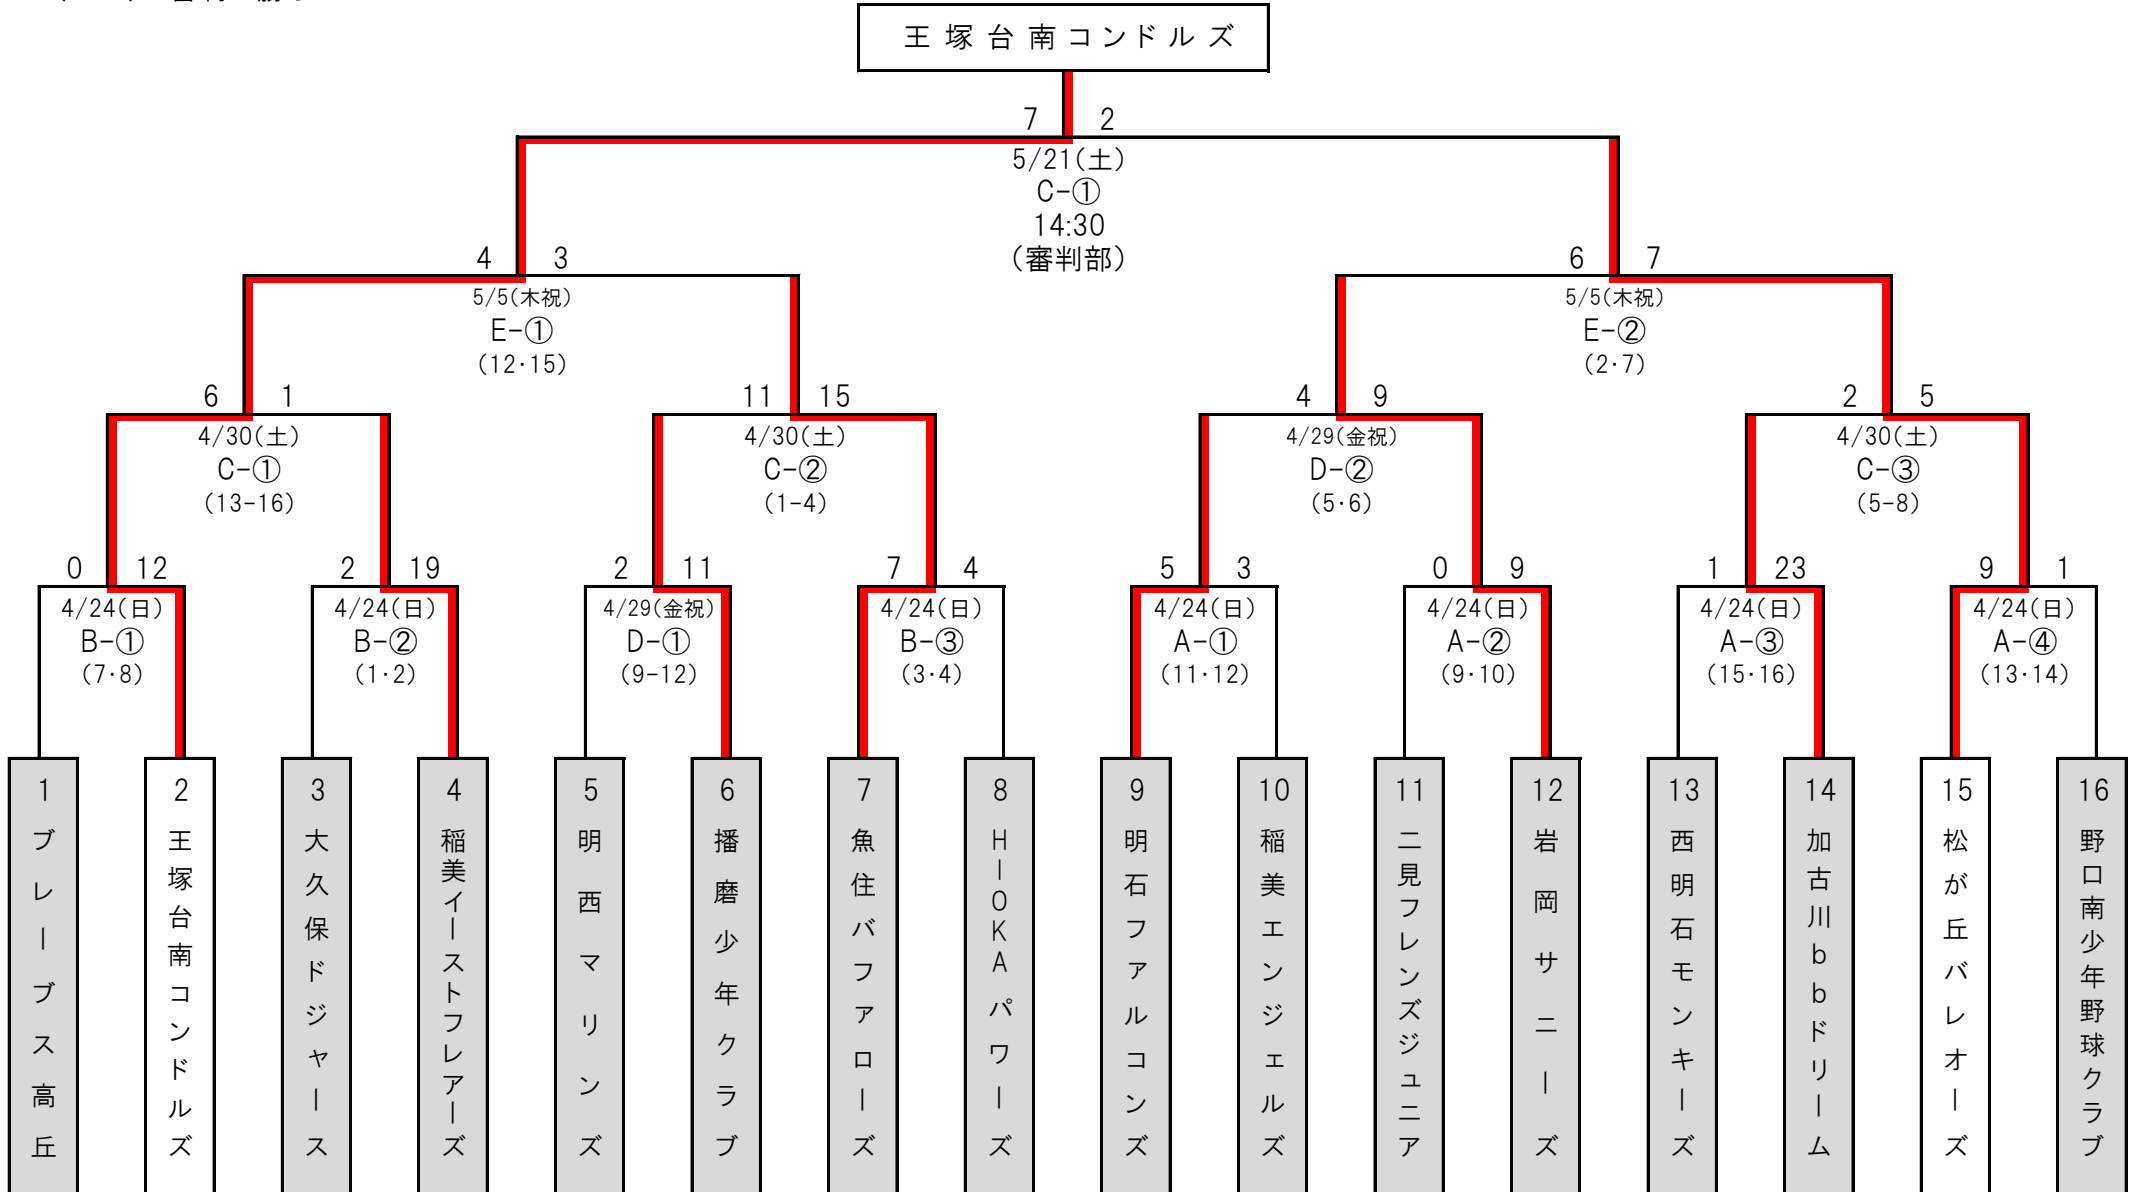 王塚台南コンドルズ
7 2
5/21(土)
C-①
14:30
(審判部)
4 3
5/5(木祝)
E-①
(12・15)
6 7
5/5(木祝)
E-②
(2・7)
6 1
4/30(土)
C-①
(13-16)
11 15
4/30(土)
C-②
(1-4)
4 9
4/29(金祝)
D-②
(5・6)
2 5
4/30(土)
C-③
(5-8)
0 12
4/24(日)
B-①
(7・8)
2 19
4/24(日)
B-②
(1・2)
2 11
4/29(金祝)
D-①
(9-12)
7 4
4/24(日)
B-③
(3・4)
5 3
4/24(日)
A-①
(11・12)
0 9
4/24(日)
A-②
(9・10)
1 23
4/24(日)
A-③
(15・16)
9 1
4/24(日)
A-④
(13・14)
1
ブレーブス高丘
2
王塚台南コンドルズ
3
大久保ドジャース
4
稲美イーストフレアーズ
5
明西マリンズ
6
播磨少年クラブ
7
魚住バファローズ
8
HIOKAパワーズ
9
明石ファルコンズ
10
稲美エンジェルズ
11
二見フレンズジュニア
12
岩岡サニーズ
13
西明石モンキーズ
14
加古川bbドリーム
15
松が丘バレオーズ
16
野口南少年野球クラブ